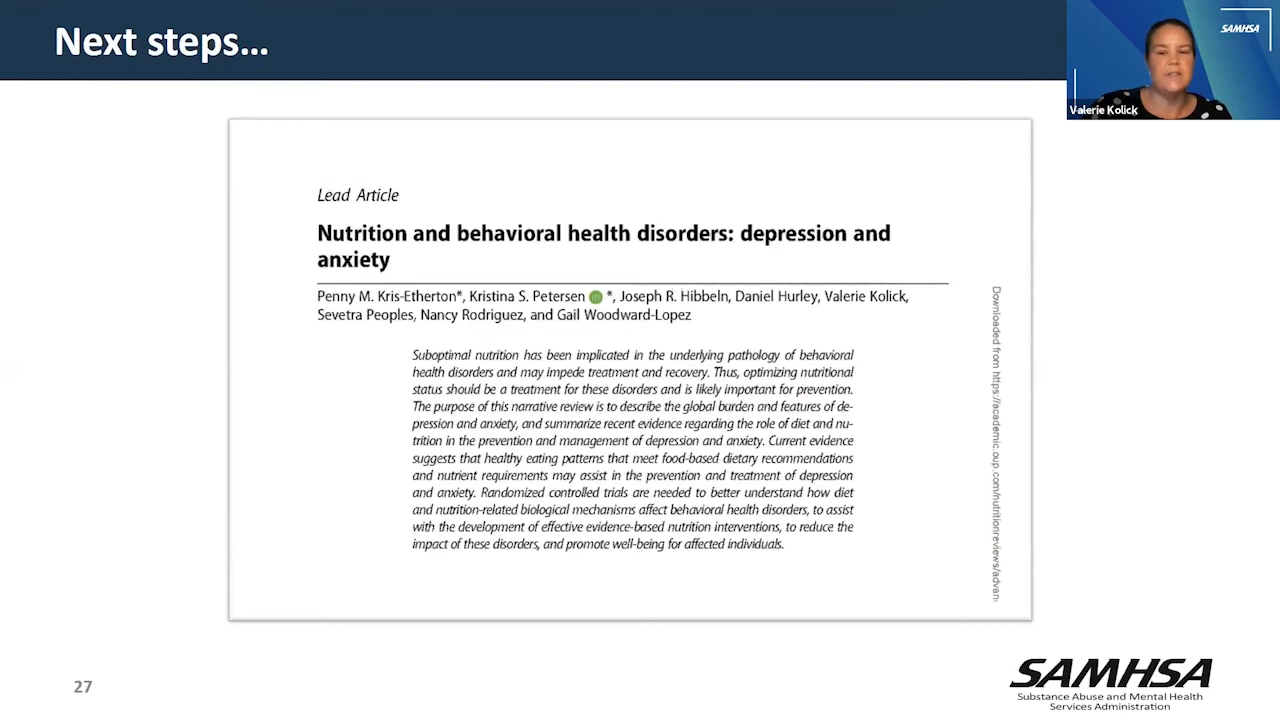 Next steps...
SAMHSA
Valerie Kolick
Lead Article
Nutrition and behavioral health disorders: depression and
anxiety
Penny M. Kris-Etherton*, Kristina S. Petersen iD *, Joseph R. Hibbeln, Daniel Hurley, Valerie Kolick,
Sevetra Peoples, Nancy Rodriguez, and Gail Woodward-Lopez
Suboptimal nutrition has been implicated in the underlying pathology of behavioral
health disorders and may impede treatment and recovery. Thus, optimizing nutritional
status should be a treatment for these disorders and is likely important for prevention.
The purpose of this narrative review is to describe the global burden and features of de-
pression and anxiety, and summarize recent evidence regarding the role of diet and nu-
trition in the prevention and management of depression and anxiety. Current evidence
suggests that healthy eating patterns that meet food-based dietary recommendations
and nutrient requirements may assist in the prevention and treatment of depression
and anxiety. Randomized controlled trials are needed to better understand how diet
and nutrition-related biological mechanisms affect behavioral health disorders, to assist
with the development of effective evidence-based nutrition interventions, to reduce the
impact of these disorders, and promote well-being for affected individuals.
Downloaded from https://academic.oup.com/nutritionreviews/advan-
27
SAMHSA
Substance Abuse and Mental Health
Services Administration